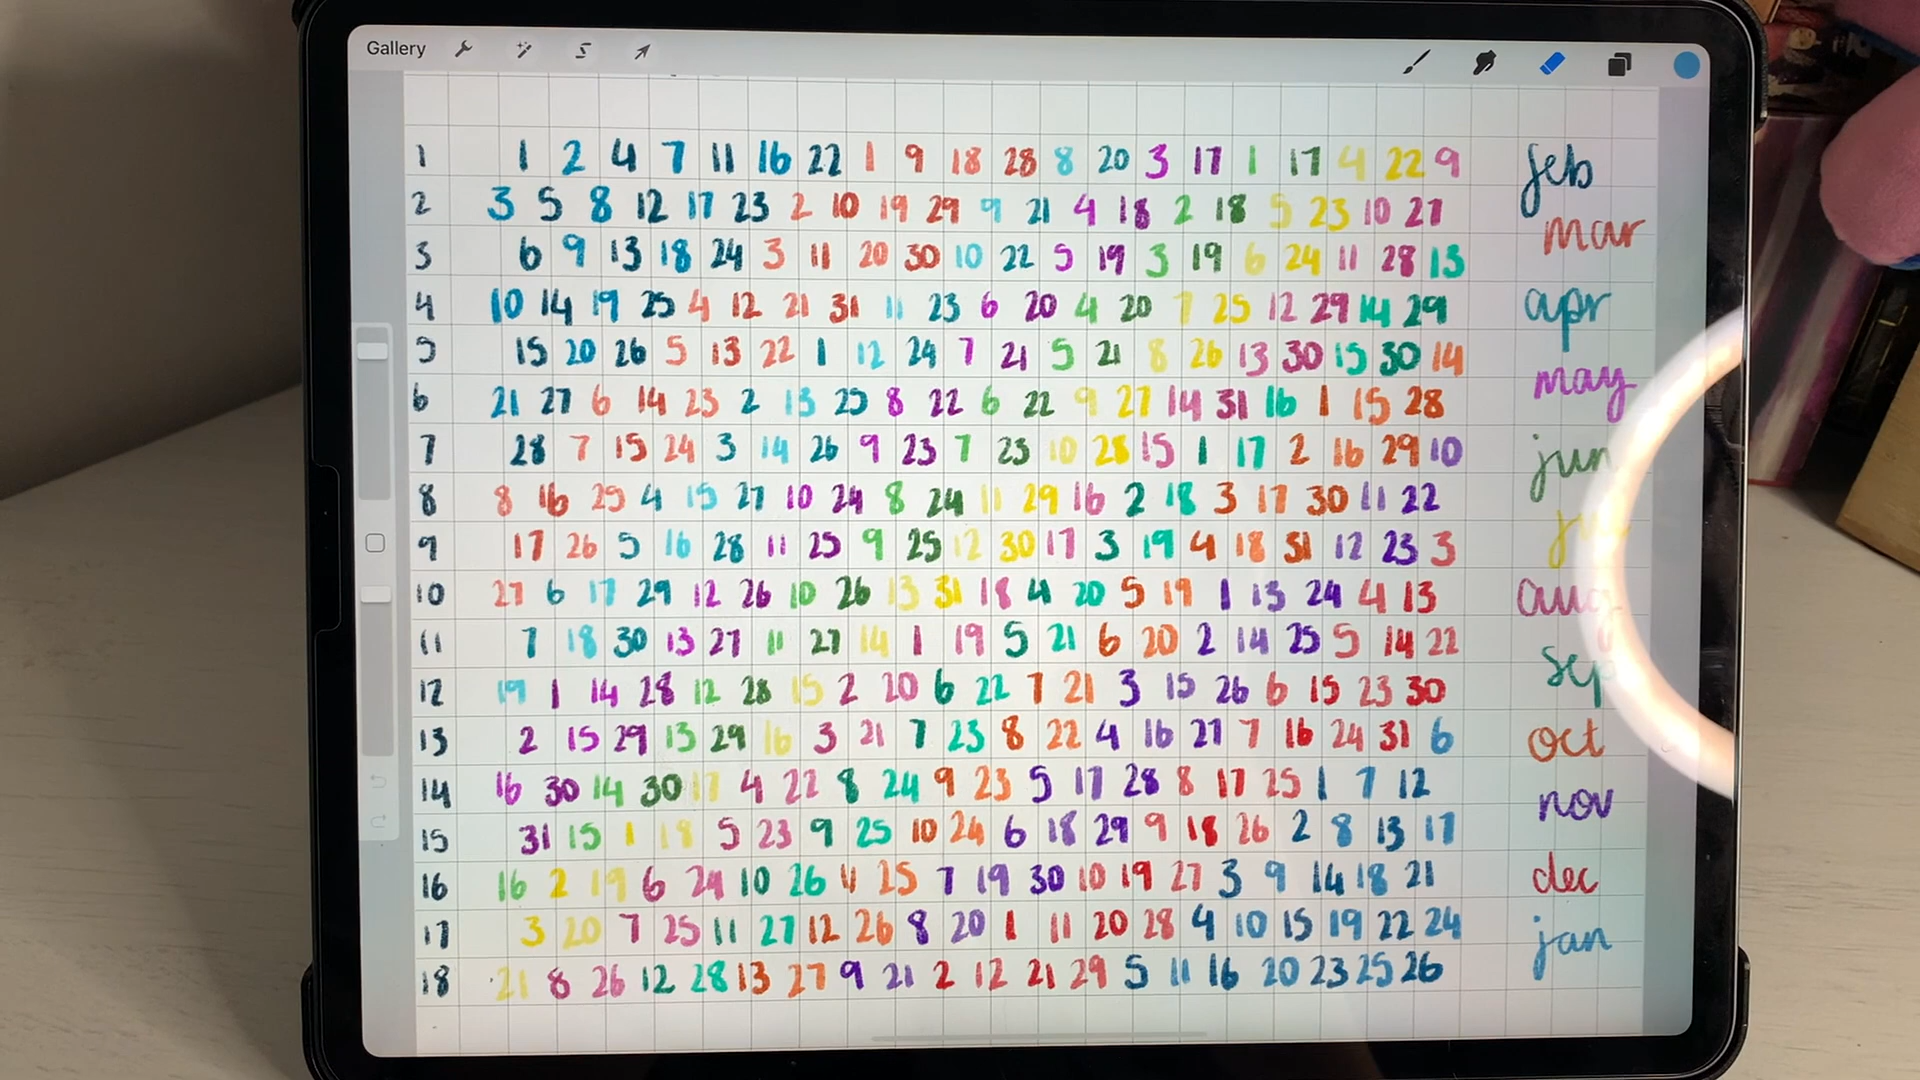 Gallery
1 1 2 4 7 11 16 22 1 9 18 28 8 20 3 17 1 17 4 22 9 feb
2 3 5 8 12 17 23 2 10 19 29 9 21 4 18 2 18 5 23 10 27 mar
3 6 9 13 18 24 3 11 20 30 10 22 5 19 3 19 6 24 11 28 13
4 10 14 19 25 4 12 21 31 11 23 6 20 4 20 7 25 12 29 14 29 apr
5 15 20 26 5 13 22 1 12 24 7 21 5 21 8 26 13 30 15 30 14 may
6 21 27 6 14 23 2 13 25 8 22 6 22 9 27 14 31 16 1 15 28
7 28 7 15 24 3 14 26 9 23 7 23 10 28 15 1 17 2 16 29 10 jun
8 8 16 25 4 15 27 10 24 8 24 11 29 16 2 18 3 17 30 11 22
9 17 26 5 16 28 11 25 9 25 12 30 17 3 19 4 18 31 12 23 3
10 27 6 17 29 12 26 10 26 13 31 18 4 20 5 19 1 13 24 4 13 aug
11 7 18 30 13 27 11 27 14 1 19 5 21 6 20 2 14 25 5 14 22 sep
12 19 1 14 28 12 28 15 2 20 6 22 7 21 3 15 26 6 15 23 30
13 2 15 29 13 29 16 3 21 7 23 8 22 4 16 27 7 16 24 31 6 oct
14 16 30 14 30 17 4 22 8 24 9 23 5 17 28 8 17 25 1 7 12 nov
15 31 15 1 18 5 23 9 25 10 24 6 18 29 9 18 26 2 8 13 17
16 16 2 19 6 24 10 26 11 25 7 19 30 10 19 27 3 9 14 18 21 dec
17 3 20 7 25 11 27 12 26 8 20 1 11 20 28 4 10 15 19 22 24 jan
18 21 8 26 12 28 13 27 9 21 2 12 21 29 5 11 16 20 23 25 26